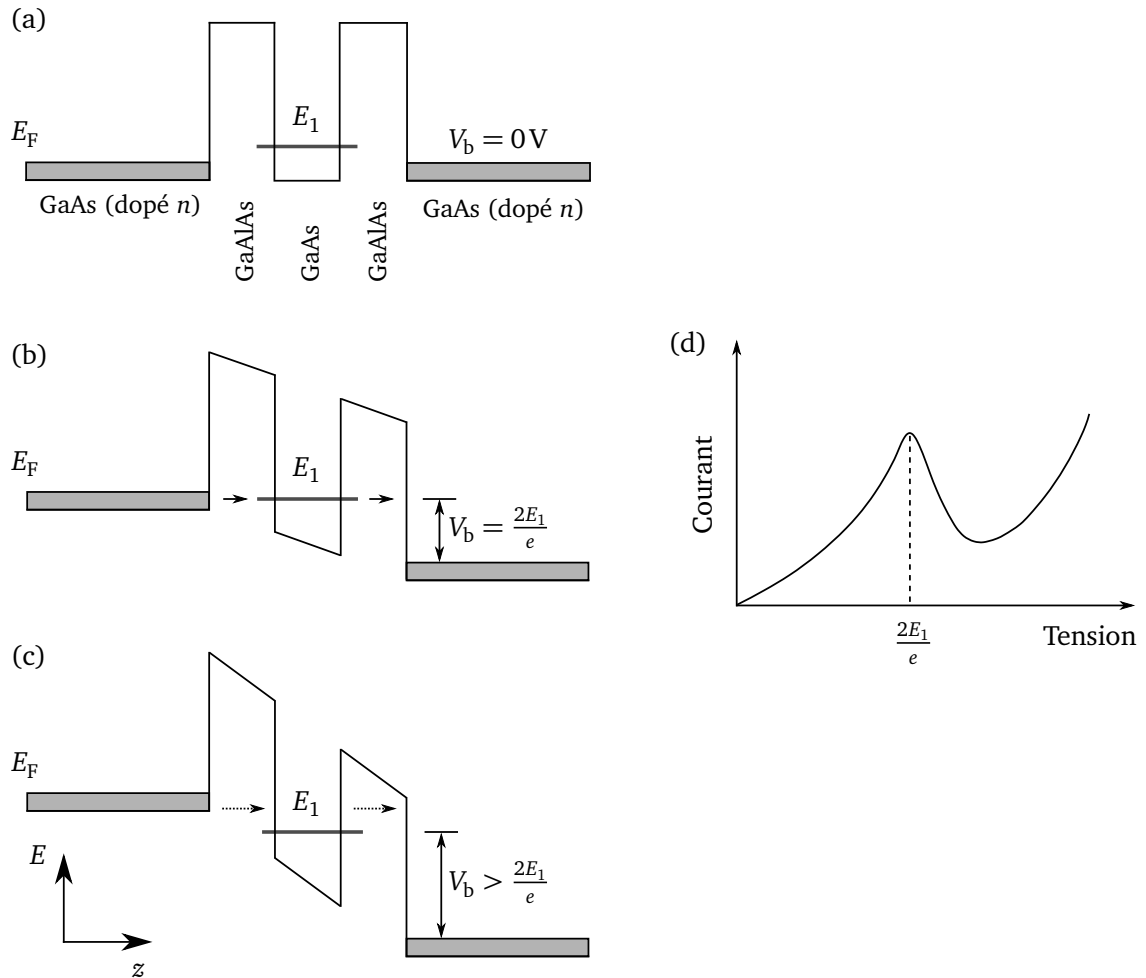 (a)
E_F
E_1
V_b = 0 V
GaAs (dopé n)
GaAlAs
GaAs
GaAlAs
GaAs (dopé n)
(b)
E_F
E_1
V_b = 2E_1/e
(c)
E_F
E_1
V_b > 2E_1/e
E
z
(d)
Courant
2E_1/e
Tension